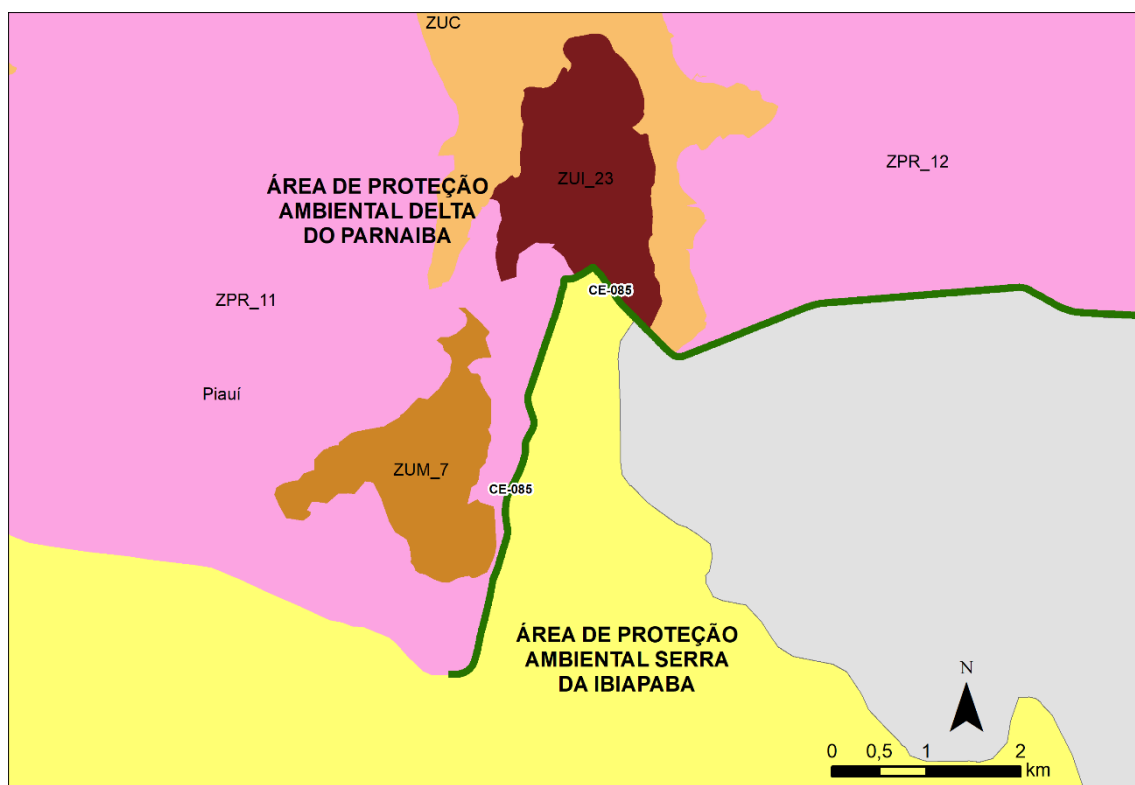 ZUC
ZPR_12
ZUI_23
ÁREA DE PROTEÇÃO
AMBIENTAL DELTA
DO PARNAIBA
CE-085
ZPR_11
Piauí
ZUM_7
CE-085
ÁREA DE PROTEÇÃO
AMBIENTAL SERRA
DA IBIAPABA
N
0 0,5 1 2
km